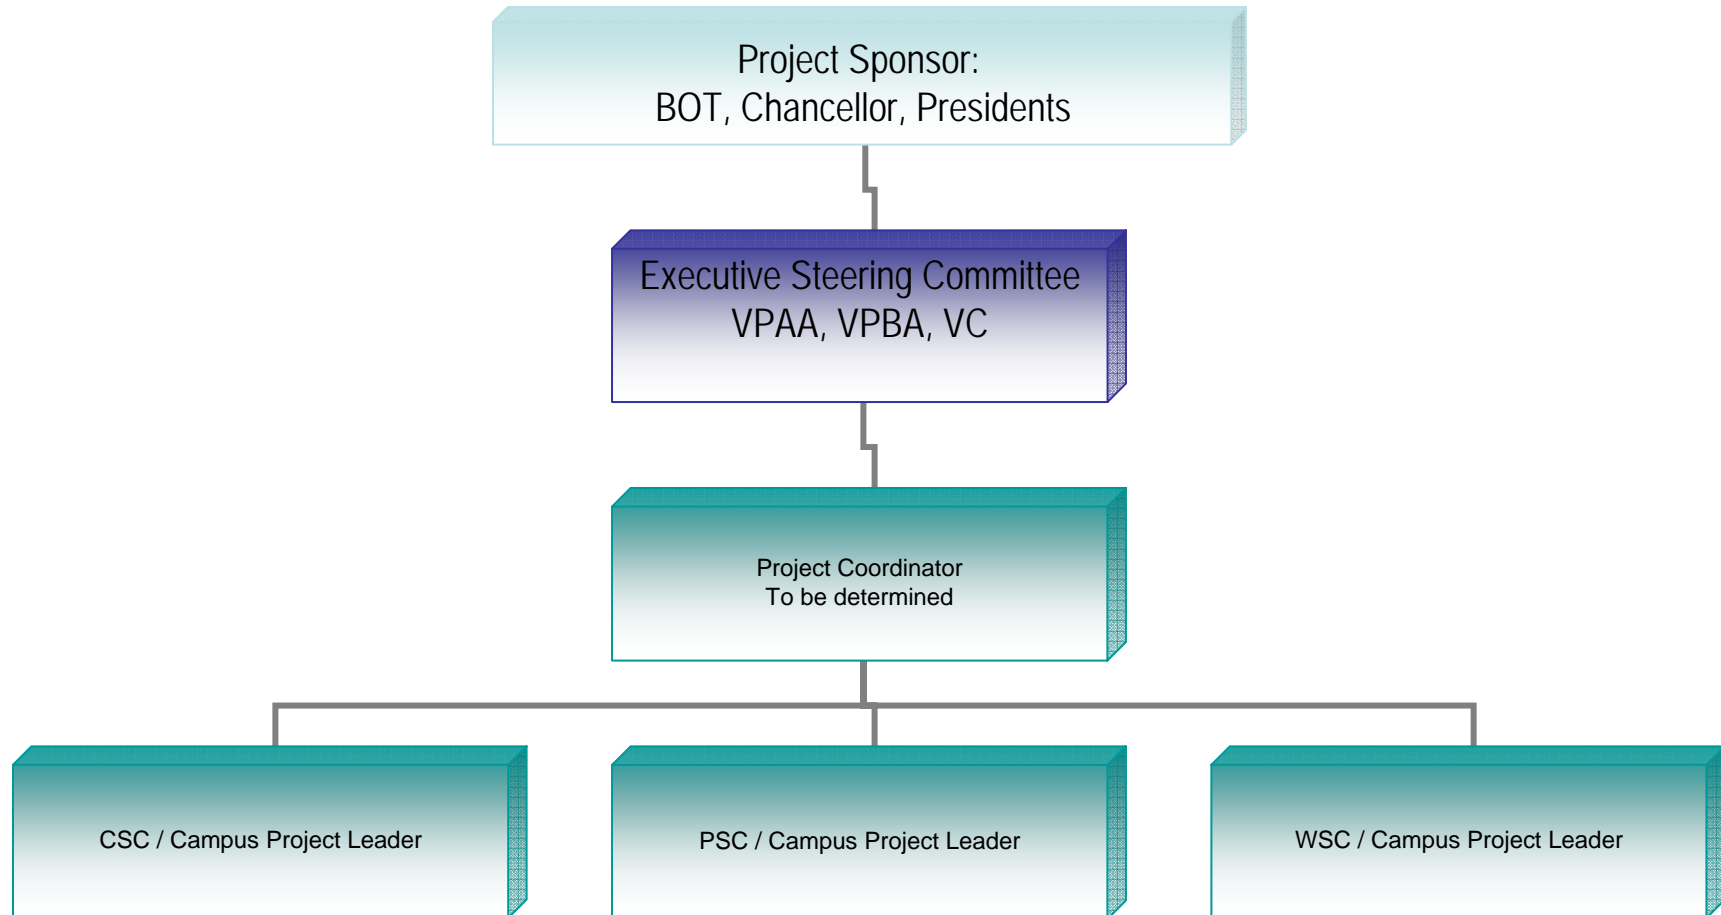 Project Sponsor:
BOT, Chancellor, Presidents
Executive Steering Committee
VPAA, VPBA, VC
Project Coordinator
To be determined
CSC / Campus Project Leader
PSC / Campus Project Leader
WSC / Campus Project Leader